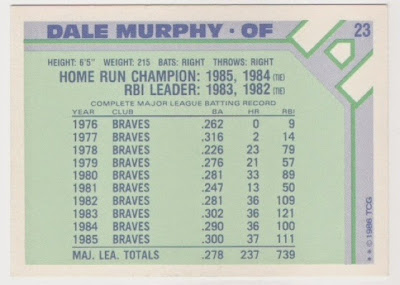 DALE MURPHY · OF 23
HEIGHT: 6'5" WEIGHT: 215 BATS: RIGHT THROWS: RIGHT
HOME RUN CHAMPION: 1985, 1984 (TIE)
RBI LEADER: 1983, 1982 (TIE)
COMPLETE MAJOR LEAGUE BATTING RECORD
YEAR CLUB BA HR RBI
1976 BRAVES .262 0 9
1977 BRAVES .316 2 14
1978 BRAVES .226 23 79
1979 BRAVES .276 21 57
1980 BRAVES .281 33 89
1981 BRAVES .247 13 50
1982 BRAVES .281 36 109
1983 BRAVES .302 36 121
1984 BRAVES .290 36 100
1985 BRAVES .300 37 111
MAJ. LEA. TOTALS .278 237 739
**©1986 TCG